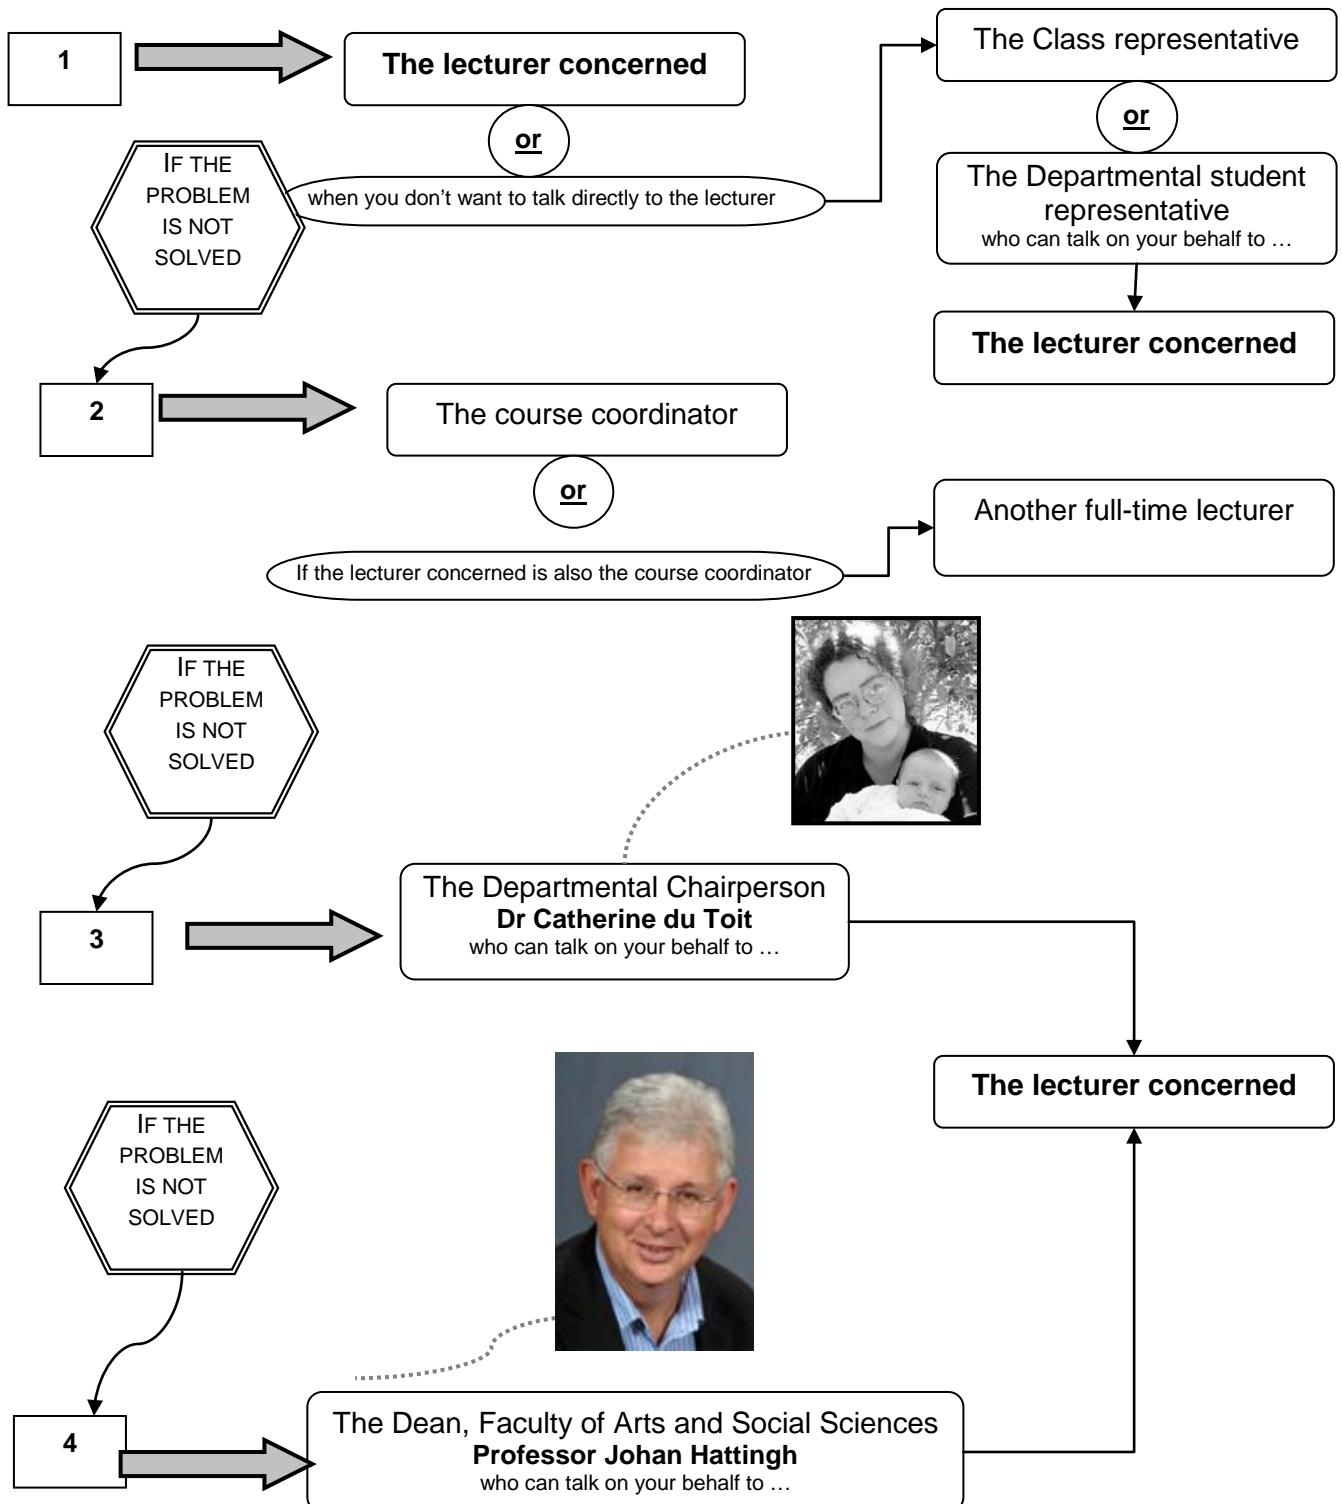 1
The lecturer concerned
or
when you don't want to talk directly to the lecturer
The Class representative
or
The Departmental student
representative
who can talk on your behalf to …
The lecturer concerned
IF THE
PROBLEM
IS NOT
SOLVED
2
The course coordinator
or
If the lecturer concerned is also the course coordinator
Another full-time lecturer
IF THE
PROBLEM
IS NOT
SOLVED
3
The Departmental Chairperson
Dr Catherine du Toit
who can talk on your behalf to …
The lecturer concerned
IF THE
PROBLEM
IS NOT
SOLVED
4
The Dean, Faculty of Arts and Social Sciences
Professor Johan Hattingh
who can talk on your behalf to …